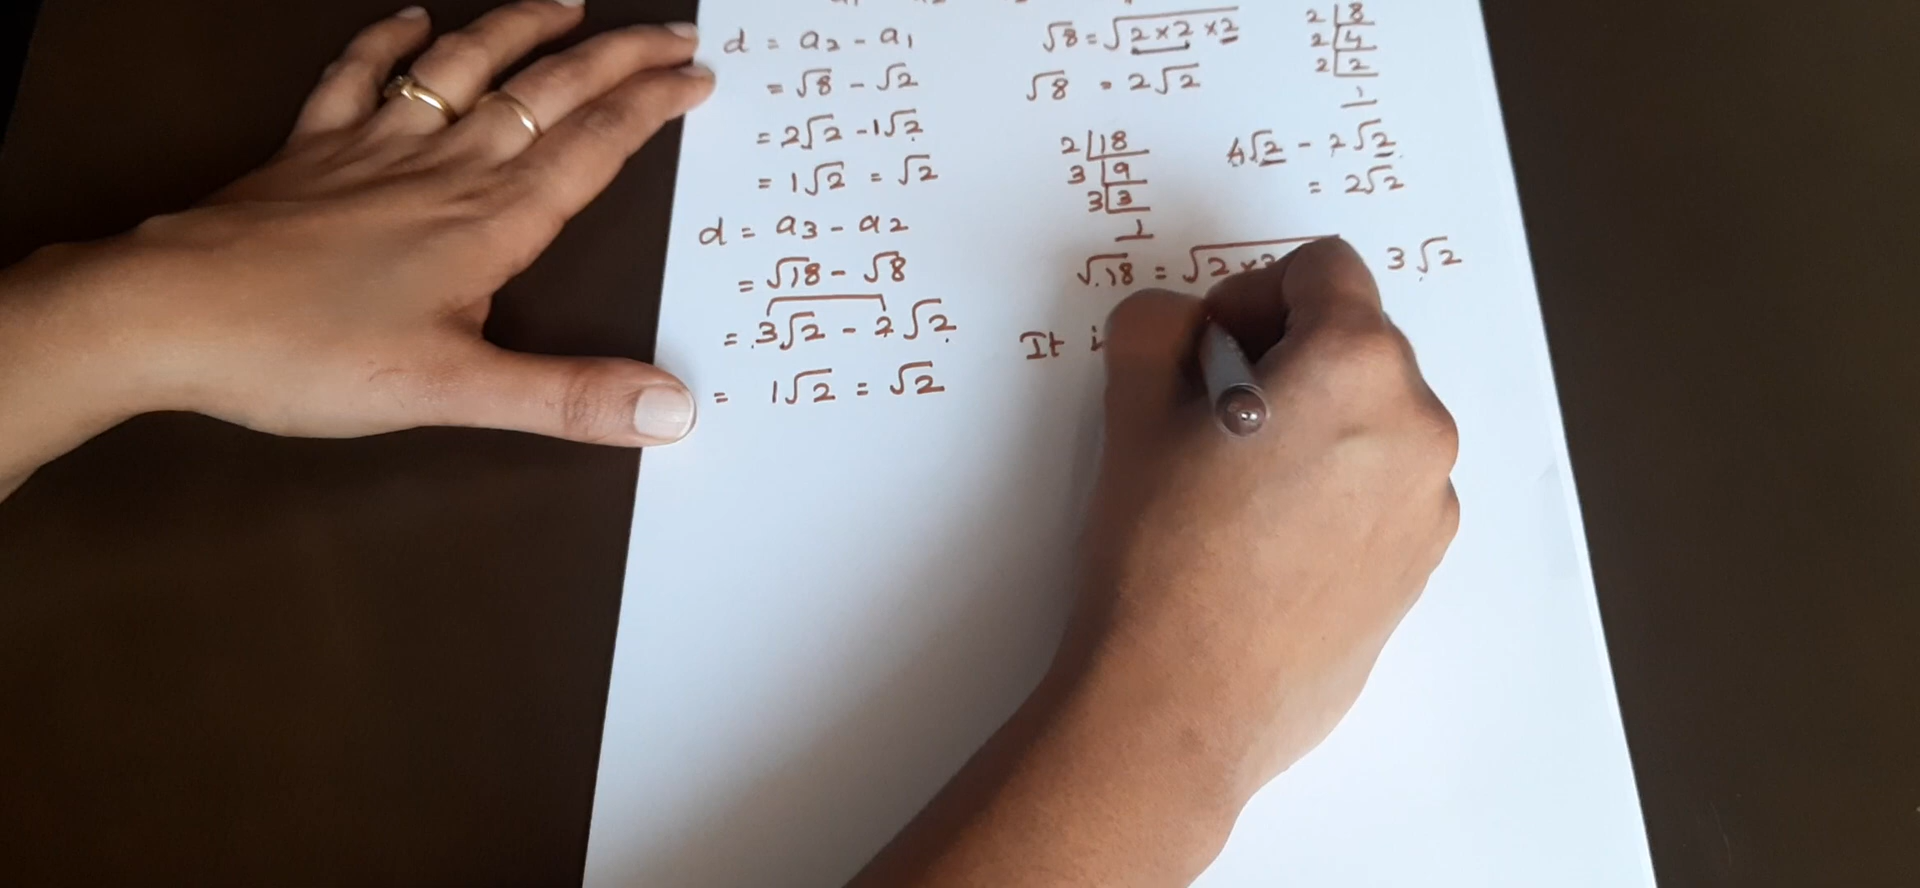 d = a2 - a1
= √8 - √2
= 2√2 - 1√2
= 1√2 = √2
d = a3 - a2
= √18 - √8
= 3√2 - 2√2
= 1√2 = √2
√8 = √2×2×2
√8 = 2√2
2 | 8
2 | 4
2 | 2
1
2 | 18
3 | 9
3 | 3
1
4√2 - 2√2
= 2√2
√18 = √2×3
3√2
It i